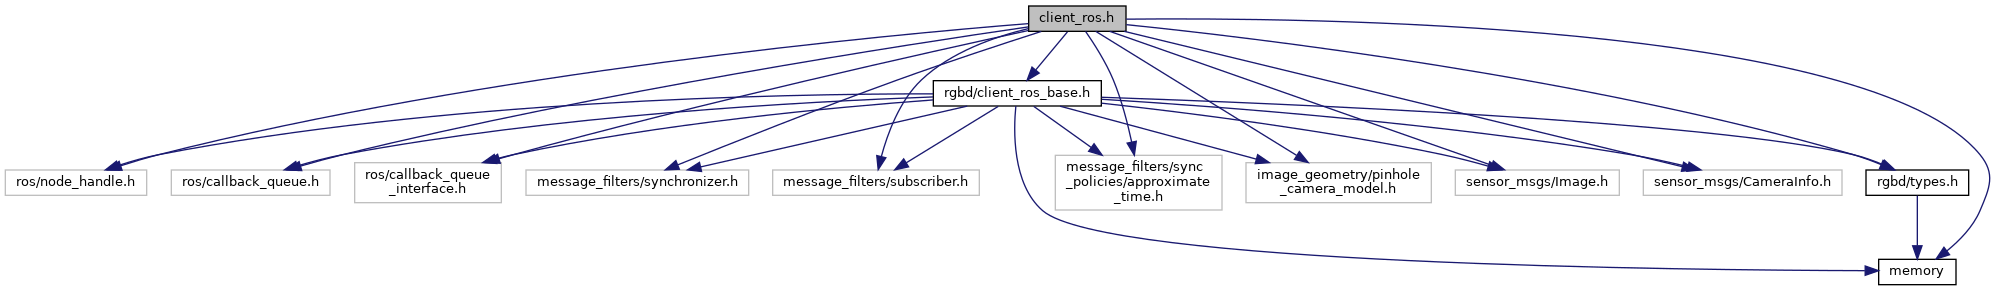 client_ros.h
rgbd/client_ros_base.h
ros/node_handle.h
ros/callback_queue.h
ros/callback_queue
_interface.h
message_filters/synchronizer.h
message_filters/subscriber.h
message_filters/sync
_policies/approximate
_time.h
image_geometry/pinhole
_camera_model.h
sensor_msgs/Image.h
sensor_msgs/CameraInfo.h
rgbd/types.h
memory